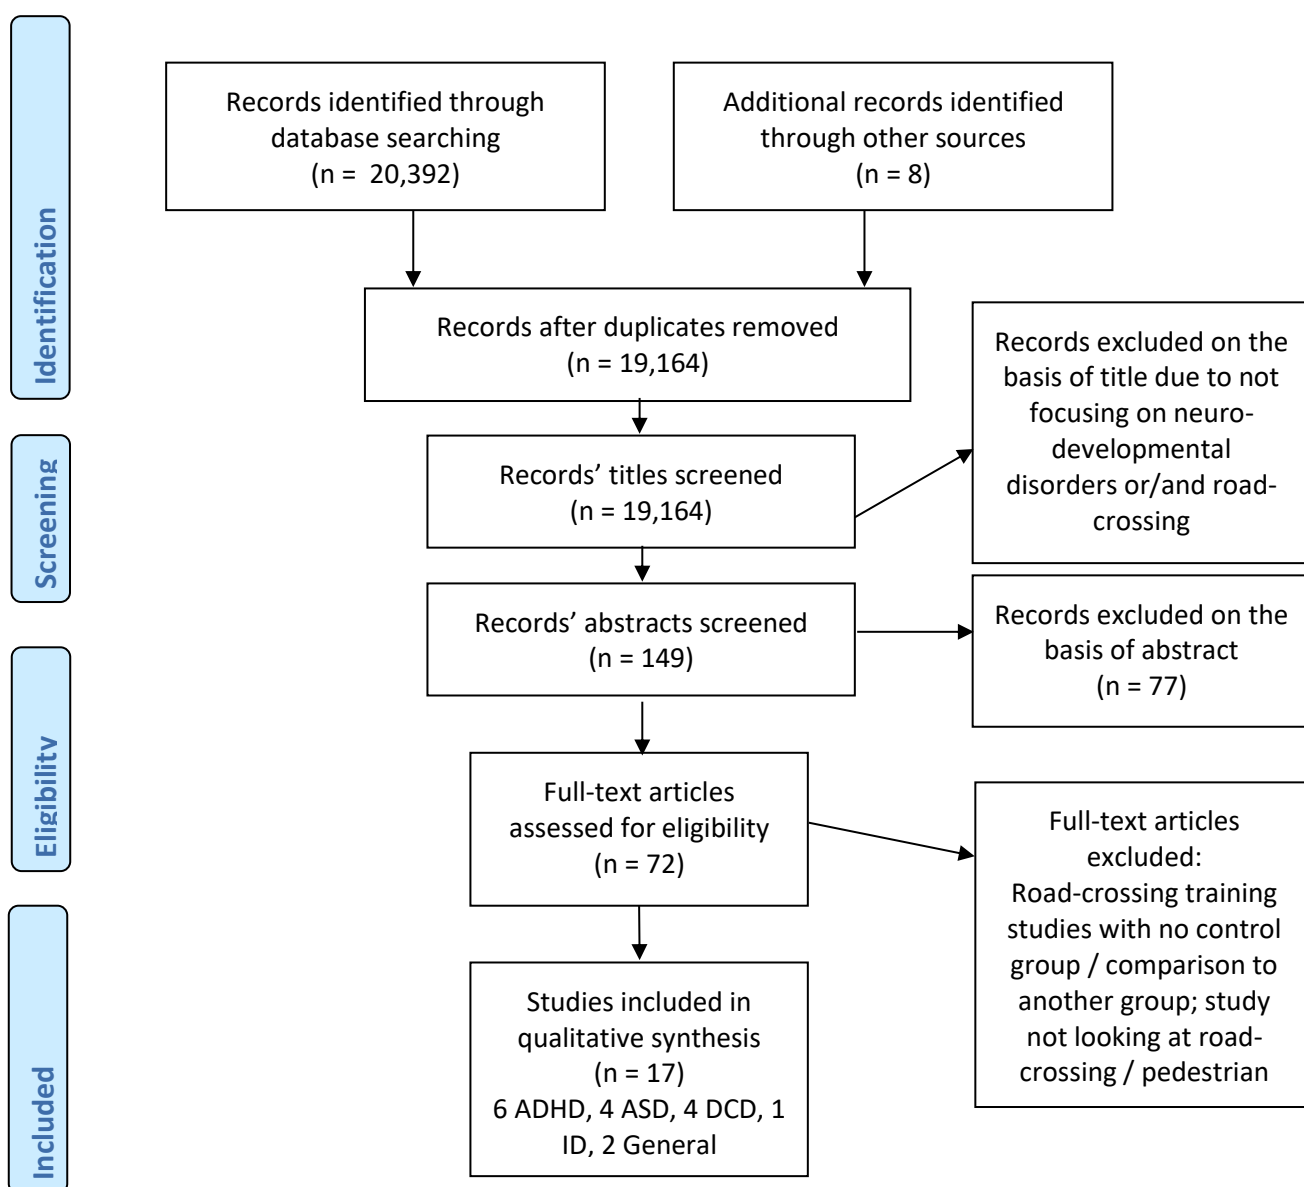 Identification
Records identified through
database searching
(n =  20,392)
Additional records identified
through other sources
(n = 8)
Records after duplicates removed
(n = 19,164)
Screening
Records’ titles screened
(n = 19,164)
Records excluded on the
basis of title due to not
focusing on neuro-
developmental
disorders or/and road-
crossing
Records’ abstracts screened
(n = 149)
Records excluded on the
basis of abstract
(n = 77)
Eligibility
Full-text articles
assessed for eligibility
(n = 72)
Full-text articles
excluded:
Road-crossing training
studies with no control
group / comparison to
another group; study
not looking at road-
crossing / pedestrian
Included
Studies included in
qualitative synthesis
(n = 17)
6 ADHD, 4 ASD, 4 DCD, 1
ID, 2 General